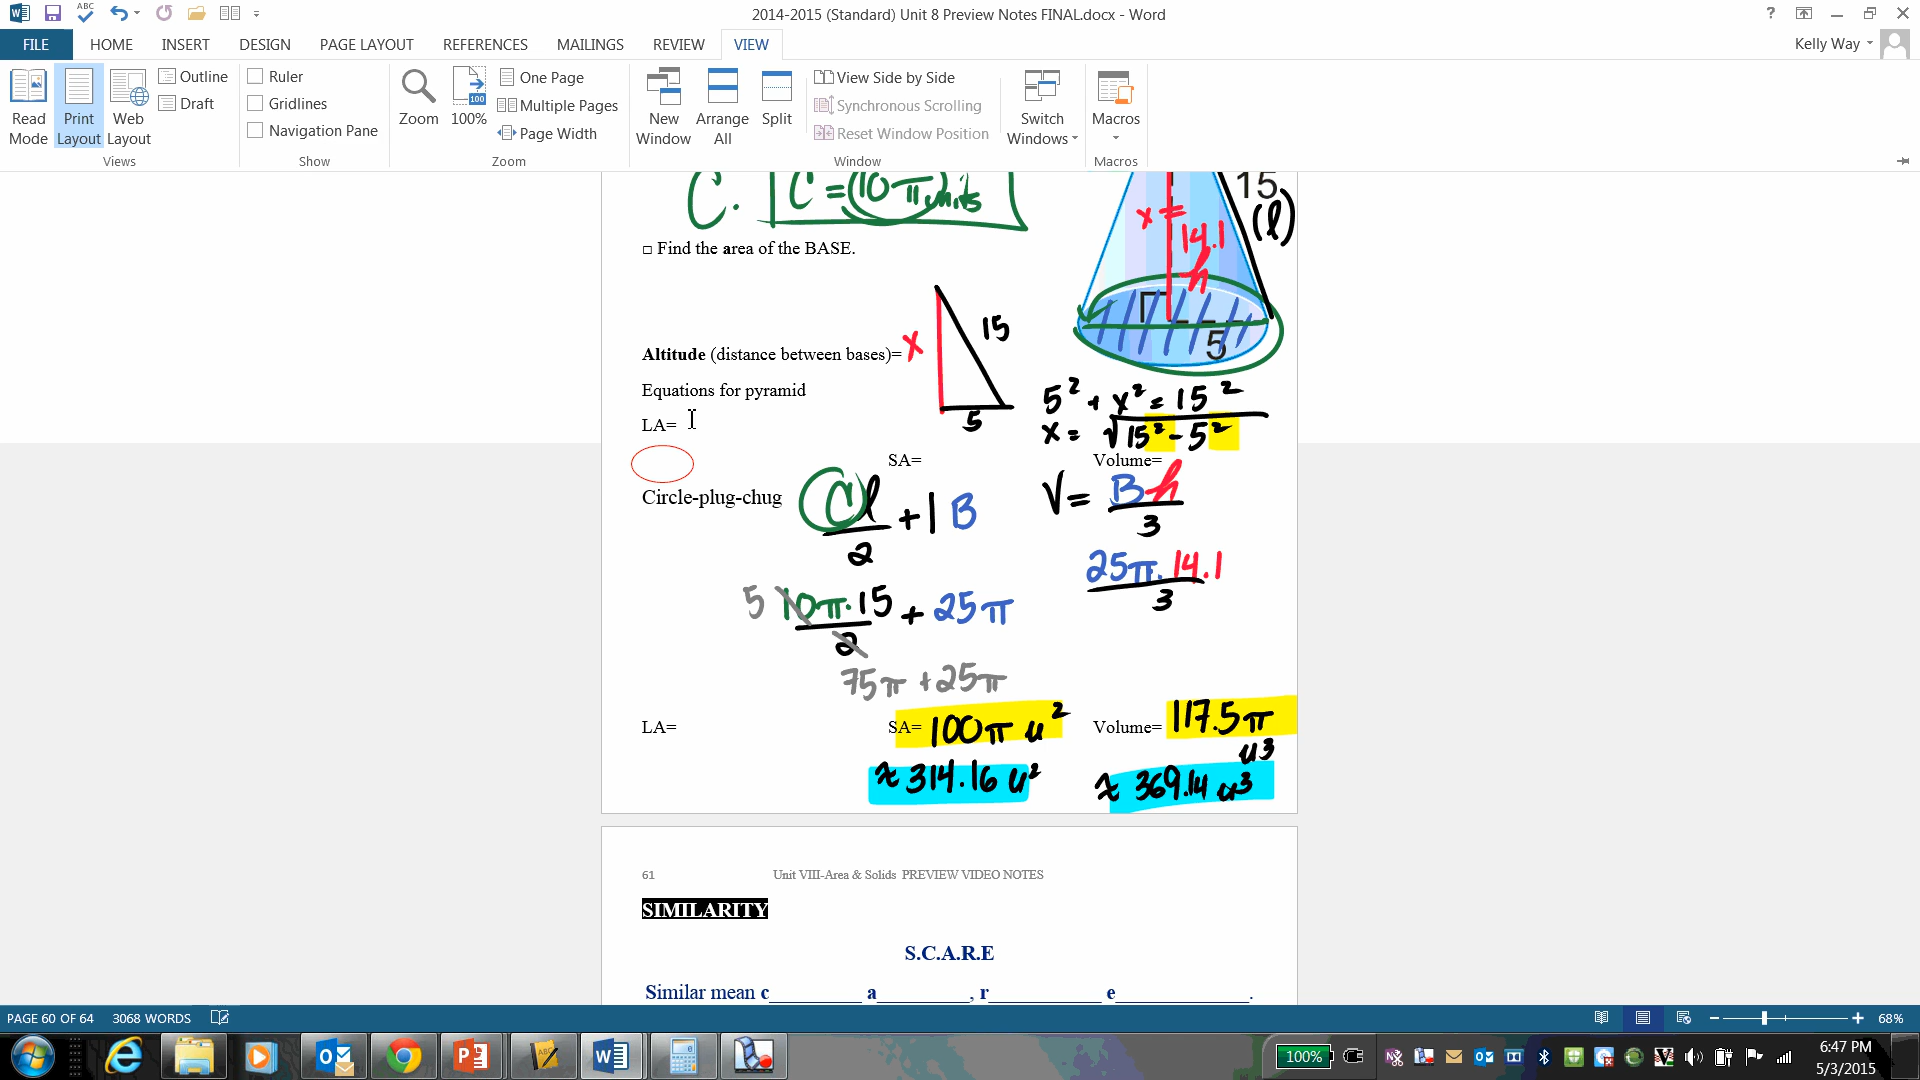 2014-2015 (Standard) Unit 8 Preview Notes FINAL.docx - Word
FILE HOME INSERT DESIGN PAGE LAYOUT REFERENCES MAILINGS REVIEW VIEW
Kelly Way
Read Mode
Print Layout
Web Layout
Outline
Draft
Views
Ruler
Gridlines
Navigation Pane
Show
Zoom
100%
One Page
Multiple Pages
Page Width
Zoom
New Window
Arrange All
Split
View Side by Side
Synchronous Scrolling
Reset Window Position
Window
Switch Windows
Macros
Macros
C. C = (10π) units
15
(l)
x = 14.1
h
5
□ Find the area of the BASE.
15
x
5
Altitude (distance between bases)=
Equations for pyramid
5² + x² = 15²
x = √15² - 5²
LA=
SA=
Volume=
Circle-plug-chug
Cl/2 + 1 B
V = Bh/3
25π · 14.1/3
5 10π · 15/2 + 25π
75π + 25π
LA=
SA= 100π u²
Volume= 117.5π u³
≈ 314.16 u²
≈ 369.14 u³
61 Unit VIII-Area & Solids PREVIEW VIDEO NOTES
SIMILARITY
S.C.A.R.E
Similar mean c__________ a__________, r____________ e______________.
PAGE 60 OF 64 3068 WORDS
68%
100%
6:47 PM
5/3/2015